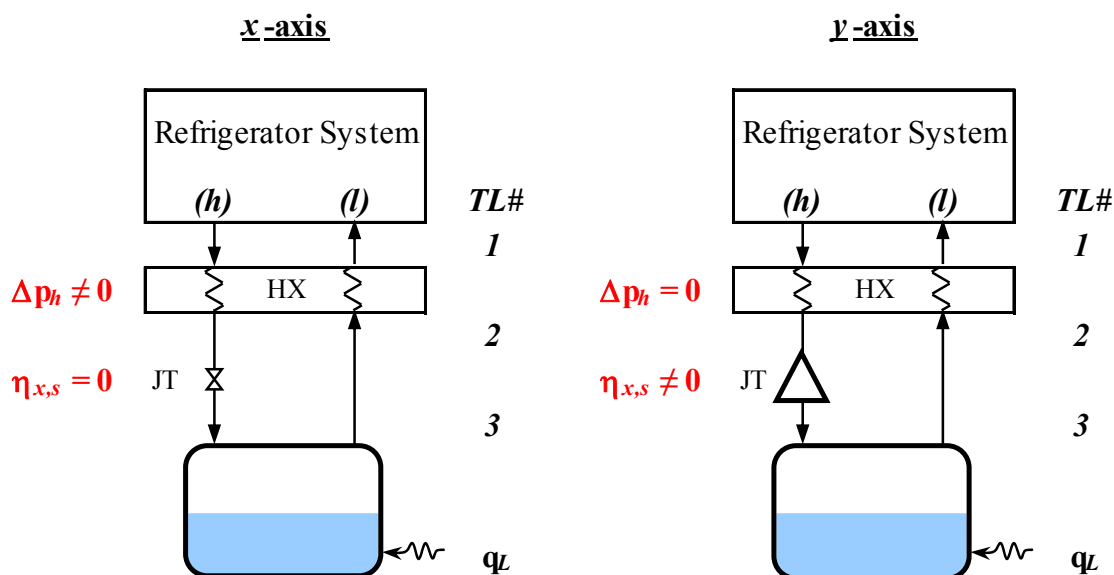 x -axis
Refrigerator System
(h) (l) TL#
1
Δph ≠ 0 HX
2
ηx,s = 0 JT
3
qL
y -axis
Refrigerator System
(h) (l) TL#
1
Δph = 0 HX
2
ηx,s ≠ 0 JT
3
qL